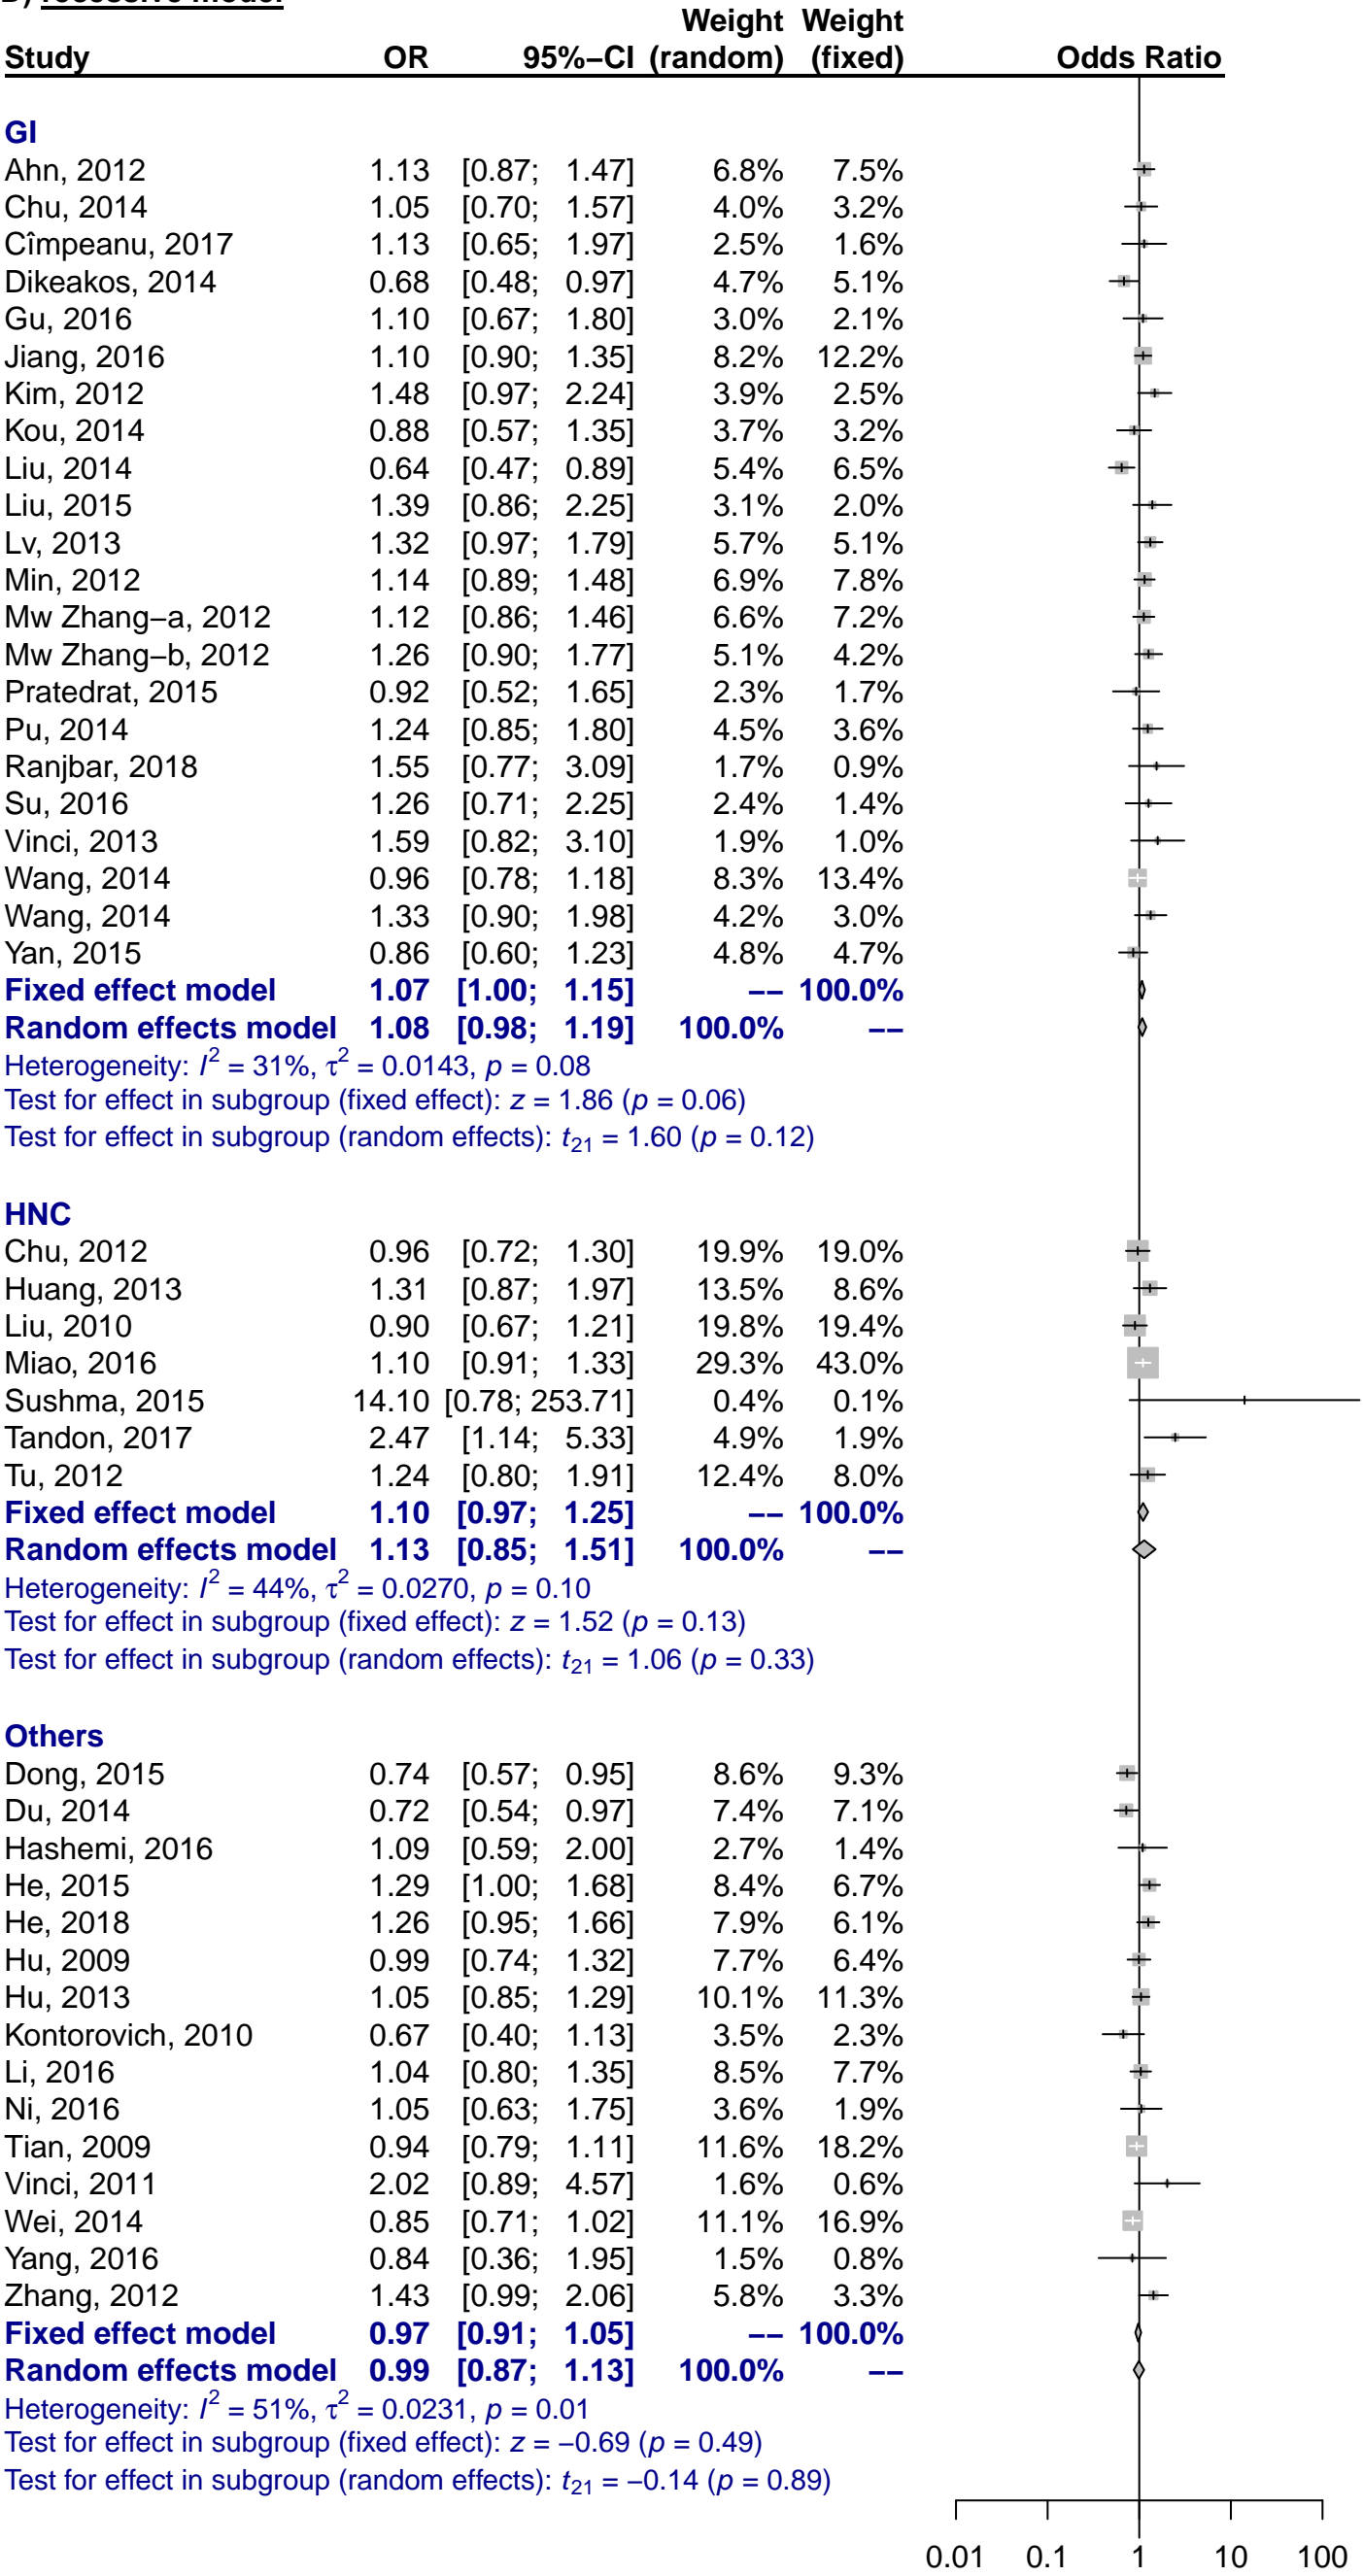 B) recessive model
Weight Weight
Study OR 95%−CI (random) (fixed) Odds Ratio
GI
Ahn, 2012 1.13 [0.87; 1.47] 6.8% 7.5%
Chu, 2014 1.05 [0.70; 1.57] 4.0% 3.2%
Cîmpeanu, 2017 1.13 [0.65; 1.97] 2.5% 1.6%
Dikeakos, 2014 0.68 [0.48; 0.97] 4.7% 5.1%
Gu, 2016 1.10 [0.67; 1.80] 3.0% 2.1%
Jiang, 2016 1.10 [0.90; 1.35] 8.2% 12.2%
Kim, 2012 1.48 [0.97; 2.24] 3.9% 2.5%
Kou, 2014 0.88 [0.57; 1.35] 3.7% 3.2%
Liu, 2014 0.64 [0.47; 0.89] 5.4% 6.5%
Liu, 2015 1.39 [0.86; 2.25] 3.1% 2.0%
Lv, 2013 1.32 [0.97; 1.79] 5.7% 5.1%
Min, 2012 1.14 [0.89; 1.48] 6.9% 7.8%
Mw Zhang−a, 2012 1.12 [0.86; 1.46] 6.6% 7.2%
Mw Zhang−b, 2012 1.26 [0.90; 1.77] 5.1% 4.2%
Pratedrat, 2015 0.92 [0.52; 1.65] 2.3% 1.7%
Pu, 2014 1.24 [0.85; 1.80] 4.5% 3.6%
Ranjbar, 2018 1.55 [0.77; 3.09] 1.7% 0.9%
Su, 2016 1.26 [0.71; 2.25] 2.4% 1.4%
Vinci, 2013 1.59 [0.82; 3.10] 1.9% 1.0%
Wang, 2014 0.96 [0.78; 1.18] 8.3% 13.4%
Wang, 2014 1.33 [0.90; 1.98] 4.2% 3.0%
Yan, 2015 0.86 [0.60; 1.23] 4.8% 4.7%
Fixed effect model 1.07 [1.00; 1.15] −− 100.0%
Random effects model 1.08 [0.98; 1.19] 100.0% −−
Heterogeneity: I² = 31%, τ² = 0.0143, p = 0.08
Test for effect in subgroup (fixed effect): z = 1.86 (p = 0.06)
Test for effect in subgroup (random effects): t₂₁ = 1.60 (p = 0.12)
HNC
Chu, 2012 0.96 [0.72; 1.30] 19.9% 19.0%
Huang, 2013 1.31 [0.87; 1.97] 13.5% 8.6%
Liu, 2010 0.90 [0.67; 1.21] 19.8% 19.4%
Miao, 2016 1.10 [0.91; 1.33] 29.3% 43.0%
Sushma, 2015 14.10 [0.78; 253.71] 0.4% 0.1%
Tandon, 2017 2.47 [1.14; 5.33] 4.9% 1.9%
Tu, 2012 1.24 [0.80; 1.91] 12.4% 8.0%
Fixed effect model 1.10 [0.97; 1.25] −− 100.0%
Random effects model 1.13 [0.85; 1.51] 100.0% −−
Heterogeneity: I² = 44%, τ² = 0.0270, p = 0.10
Test for effect in subgroup (fixed effect): z = 1.52 (p = 0.13)
Test for effect in subgroup (random effects): t₂₁ = 1.06 (p = 0.33)
Others
Dong, 2015 0.74 [0.57; 0.95] 8.6% 9.3%
Du, 2014 0.72 [0.54; 0.97] 7.4% 7.1%
Hashemi, 2016 1.09 [0.59; 2.00] 2.7% 1.4%
He, 2015 1.29 [1.00; 1.68] 8.4% 6.7%
He, 2018 1.26 [0.95; 1.66] 7.9% 6.1%
Hu, 2009 0.99 [0.74; 1.32] 7.7% 6.4%
Hu, 2013 1.05 [0.85; 1.29] 10.1% 11.3%
Kontorovich, 2010 0.67 [0.40; 1.13] 3.5% 2.3%
Li, 2016 1.04 [0.80; 1.35] 8.5% 7.7%
Ni, 2016 1.05 [0.63; 1.75] 3.6% 1.9%
Tian, 2009 0.94 [0.79; 1.11] 11.6% 18.2%
Vinci, 2011 2.02 [0.89; 4.57] 1.6% 0.6%
Wei, 2014 0.85 [0.71; 1.02] 11.1% 16.9%
Yang, 2016 0.84 [0.36; 1.95] 1.5% 0.8%
Zhang, 2012 1.43 [0.99; 2.06] 5.8% 3.3%
Fixed effect model 0.97 [0.91; 1.05] −− 100.0%
Random effects model 0.99 [0.87; 1.13] 100.0% −−
Heterogeneity: I² = 51%, τ² = 0.0231, p = 0.01
Test for effect in subgroup (fixed effect): z = −0.69 (p = 0.49)
Test for effect in subgroup (random effects): t₂₁ = −0.14 (p = 0.89)
0.01 0.1 1 10 100